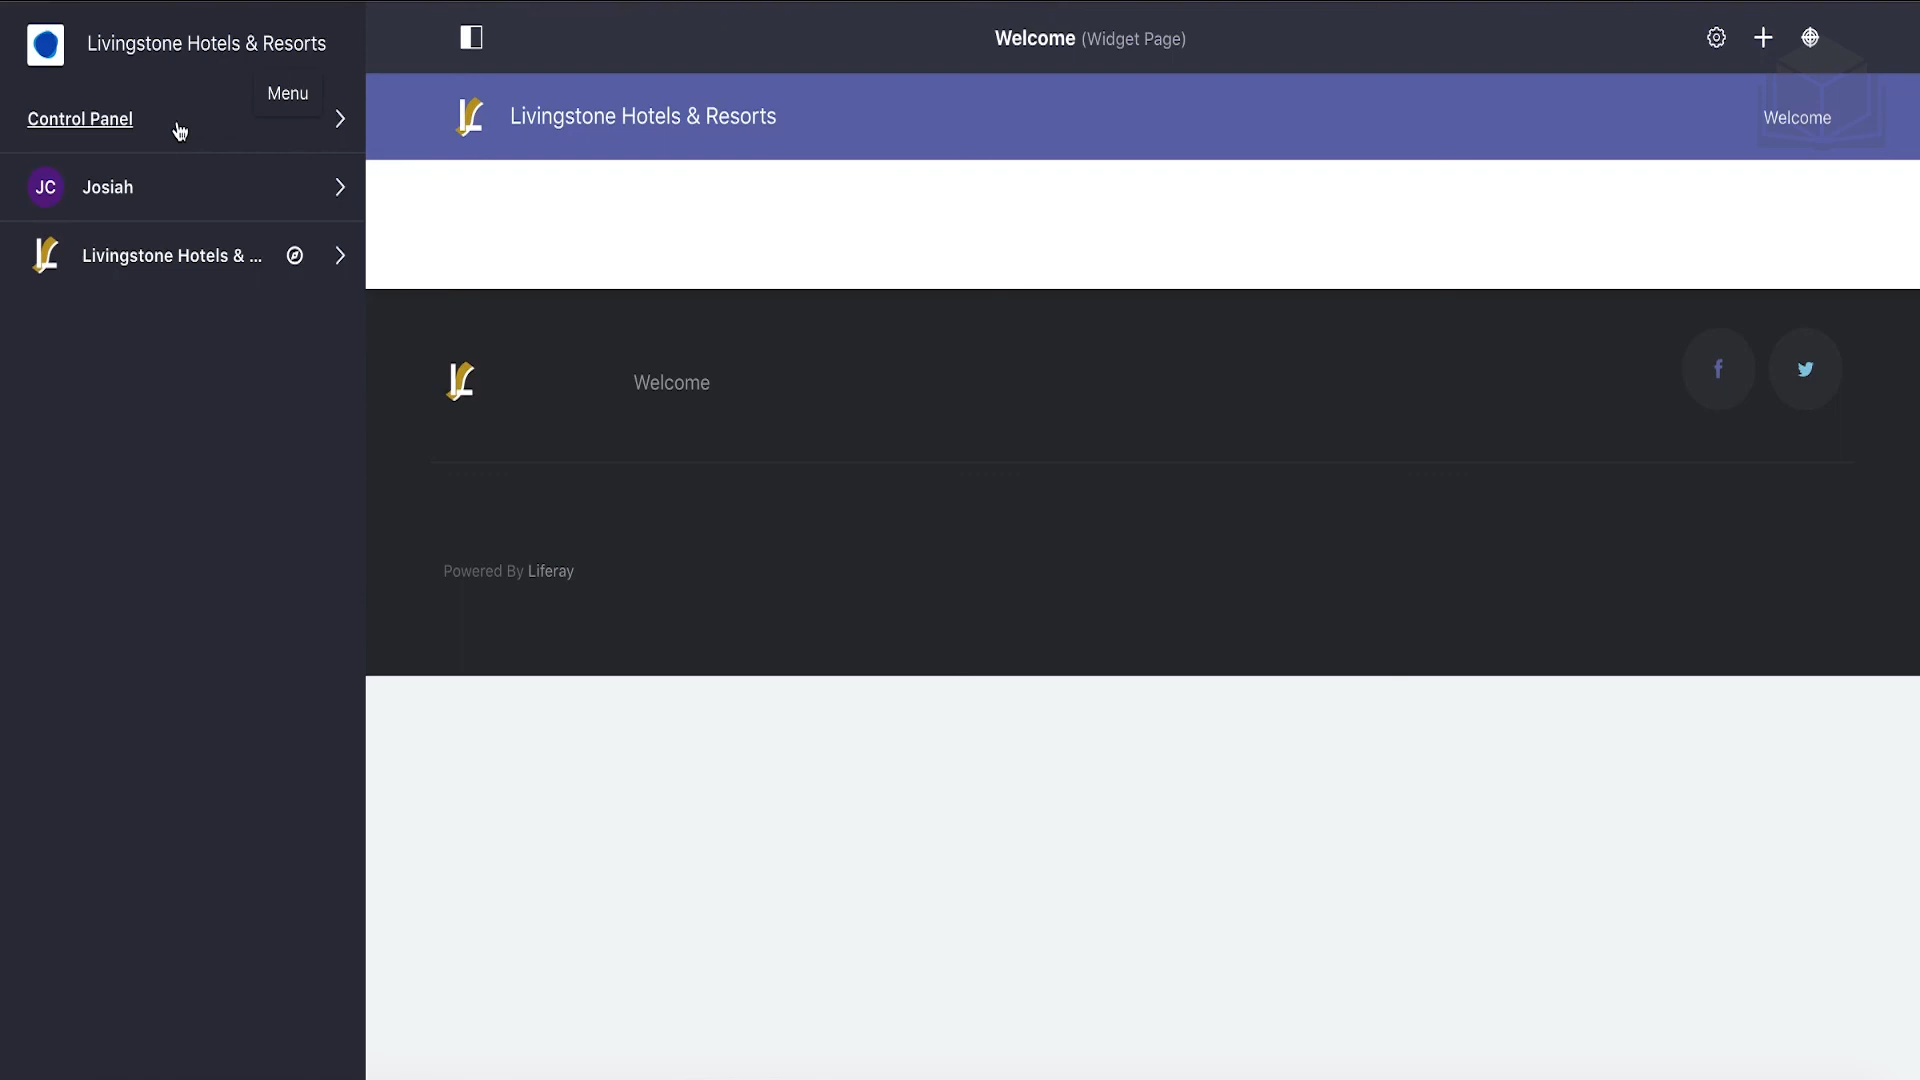 Livingstone Hotels & Resorts
Menu
Control Panel
JC Josiah
Livingstone Hotels & ...
Welcome (Widget Page)
Livingstone Hotels & Resorts
Welcome
Welcome
Powered By Liferay